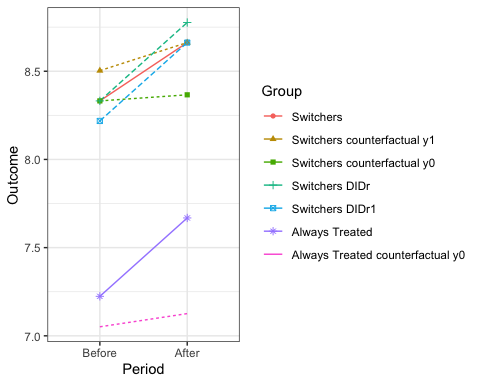 Outcome
8.5
8.0
7.5
7.0
Before
After
Period
Group
Switchers
Switchers counterfactual y1
Switchers counterfactual y0
Switchers DIDr
Switchers DIDr1
Always Treated
Always Treated counterfactual y0